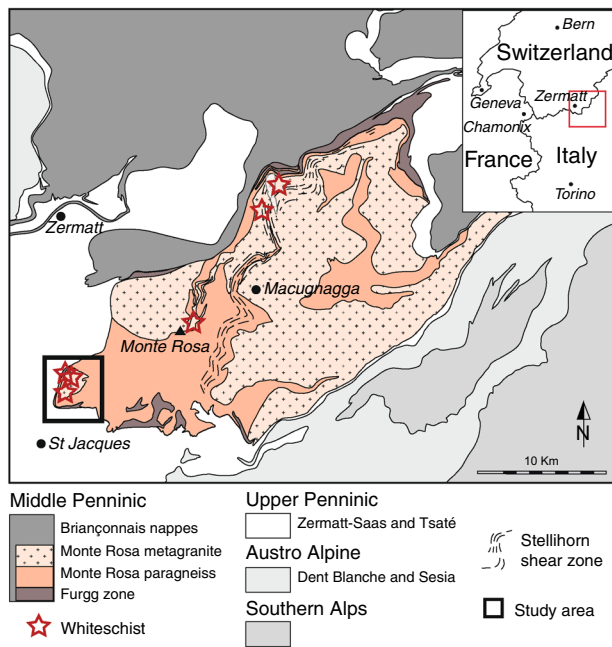 Bern
Switzerland
Geneva
Zermatt
Chamonix
France
Italy
Torino
Zermatt
Macugnagga
Monte Rosa
St Jacques
N
10 Km
Middle Penninic
Briançonnais nappes
Monte Rosa metagranite
Monte Rosa paragneiss
Furgg zone
Whiteschist
Upper Penninic
Zermatt-Saas and Tsaté
Austro Alpine
Dent Blanche and Sesia
Southern Alps
Stellihorn
shear zone
Study area